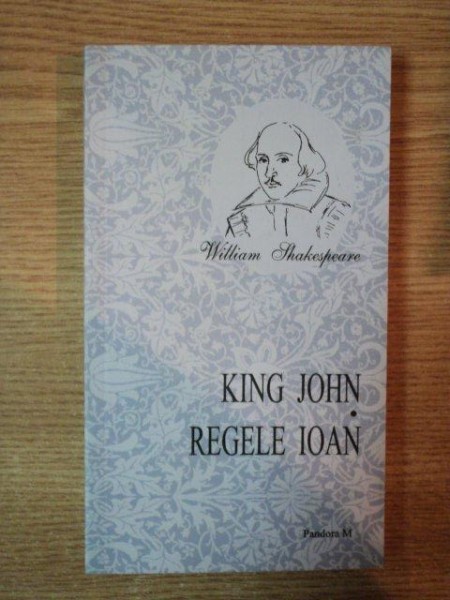 William Shakespeare
KING JOHN
•
REGELE IOAN
Pandora M